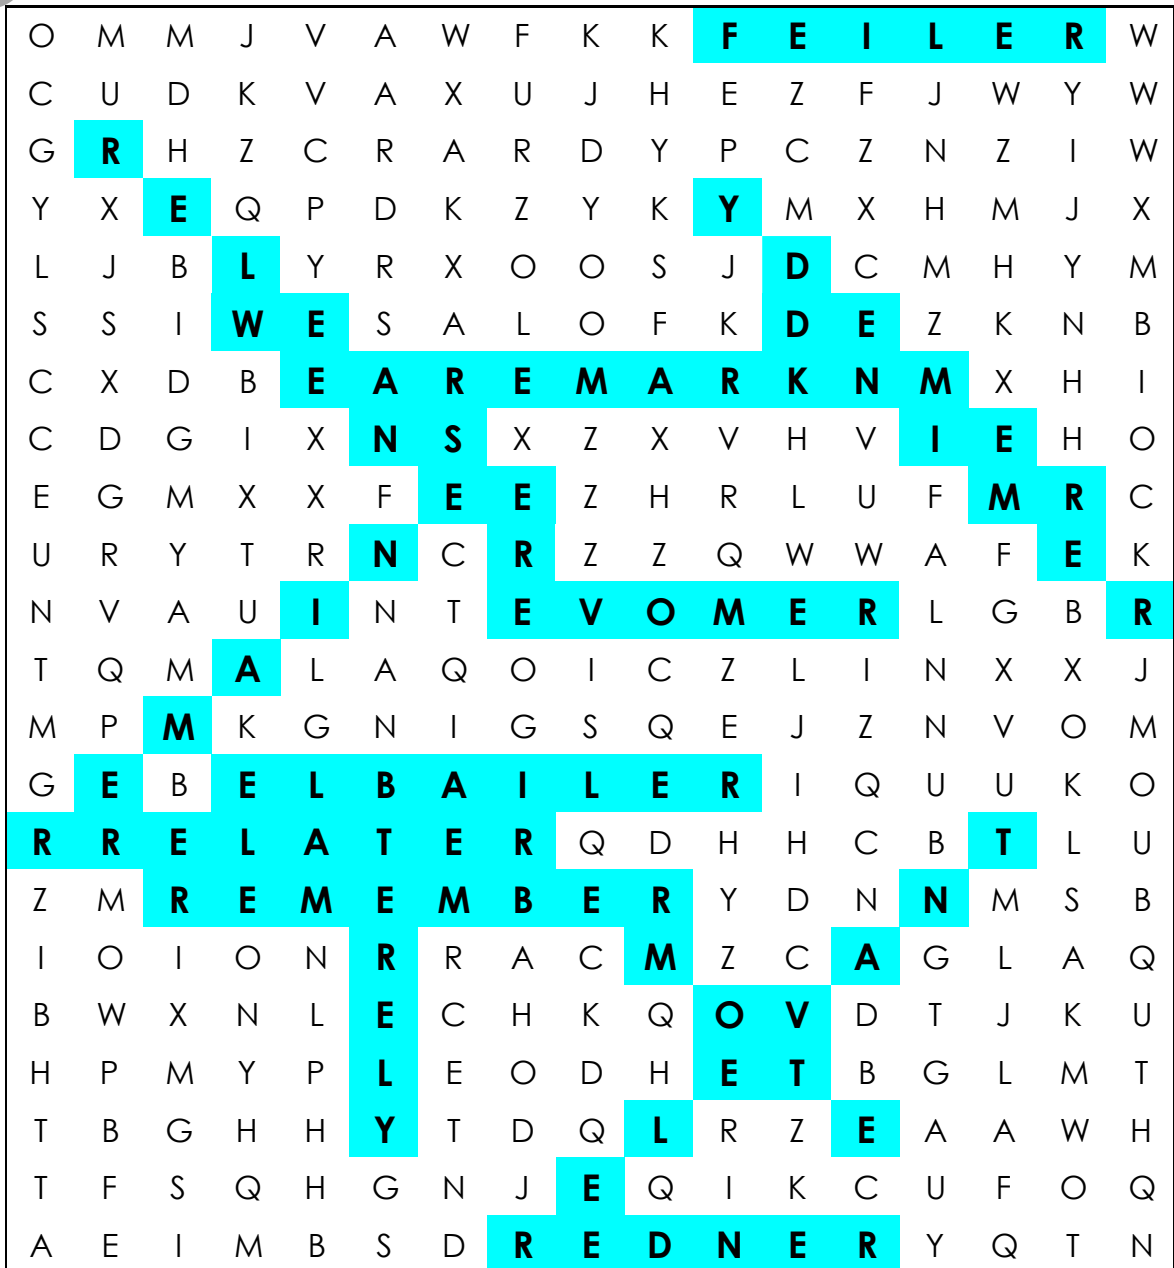 O M M J V A W F K K F E I L E R W
C U D K V A X U J H E Z F J W Y W
G R H Z C R A R D Y P C Z N Z I W
Y X E Q P D K Z Y K Y M X H M J X
L J B L Y R X O O S J D C M H Y M
S S I W E S A L O F K D E Z K N B
C X D B E A R E M A R K N M X H I
C D G I X N S X Z X V H V I E H O
E G M X X F E E Z H R L U F M R C
U R Y T R N C R Z Z Q W W A F E K
N V A U I N T E V O M E R L G B R
T Q M A L A Q O I C Z L I N X X J
M P M K G N I G S Q E J Z N V O M
G E B E L B A I L E R I Q U U K O
R R E L A T E R Q D H H C B T L U
Z M R E M E M B E R Y D N N M S B
I O I O N R R A C M Z C A G L A Q
B W X N L E C H K Q O V D T J K U
H P M Y P L E O D H E T B G L M T
T B G H H Y T D Q L R Z E A A W H
T F S Q H G N J E Q I K C U F O Q
A E I M B S D R E D N E R Y Q T N